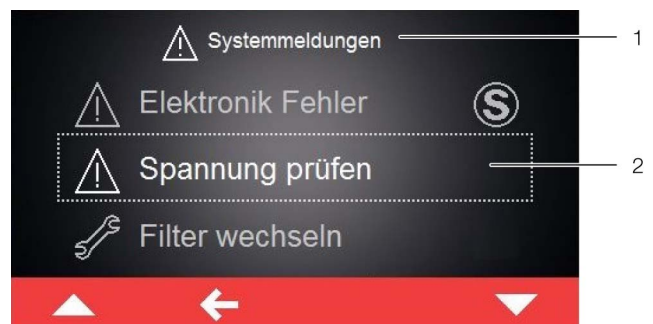 Systemmeldungen
1
Elektronik Fehler
S
Spannung prüfen
2
Filter wechseln